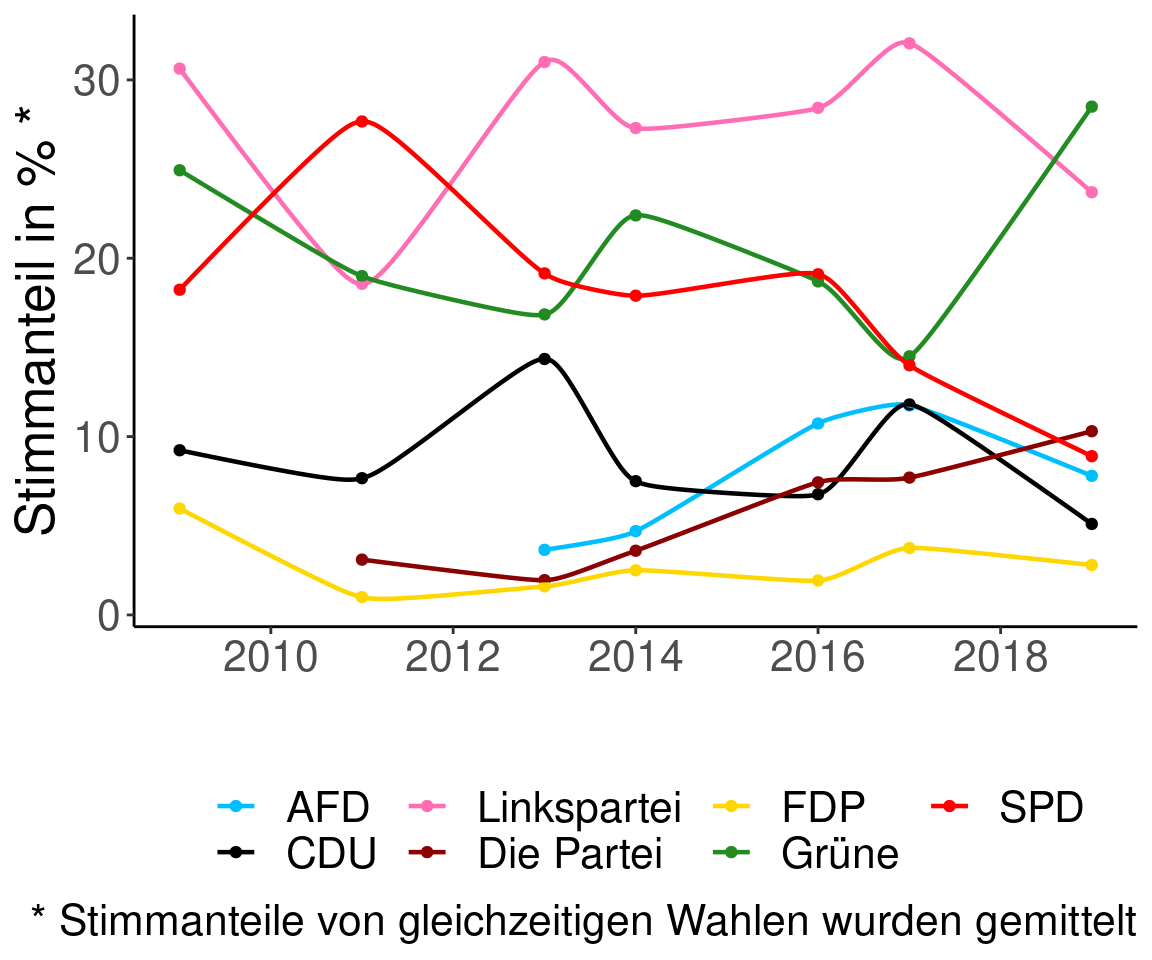 Stimmanteil in % *
30
20
10
0
2010 2012 2014 2016 2018
AFD Linkspartei FDP SPD
CDU Die Partei Grüne
* Stimmanteile von gleichzeitigen Wahlen wurden gemittelt